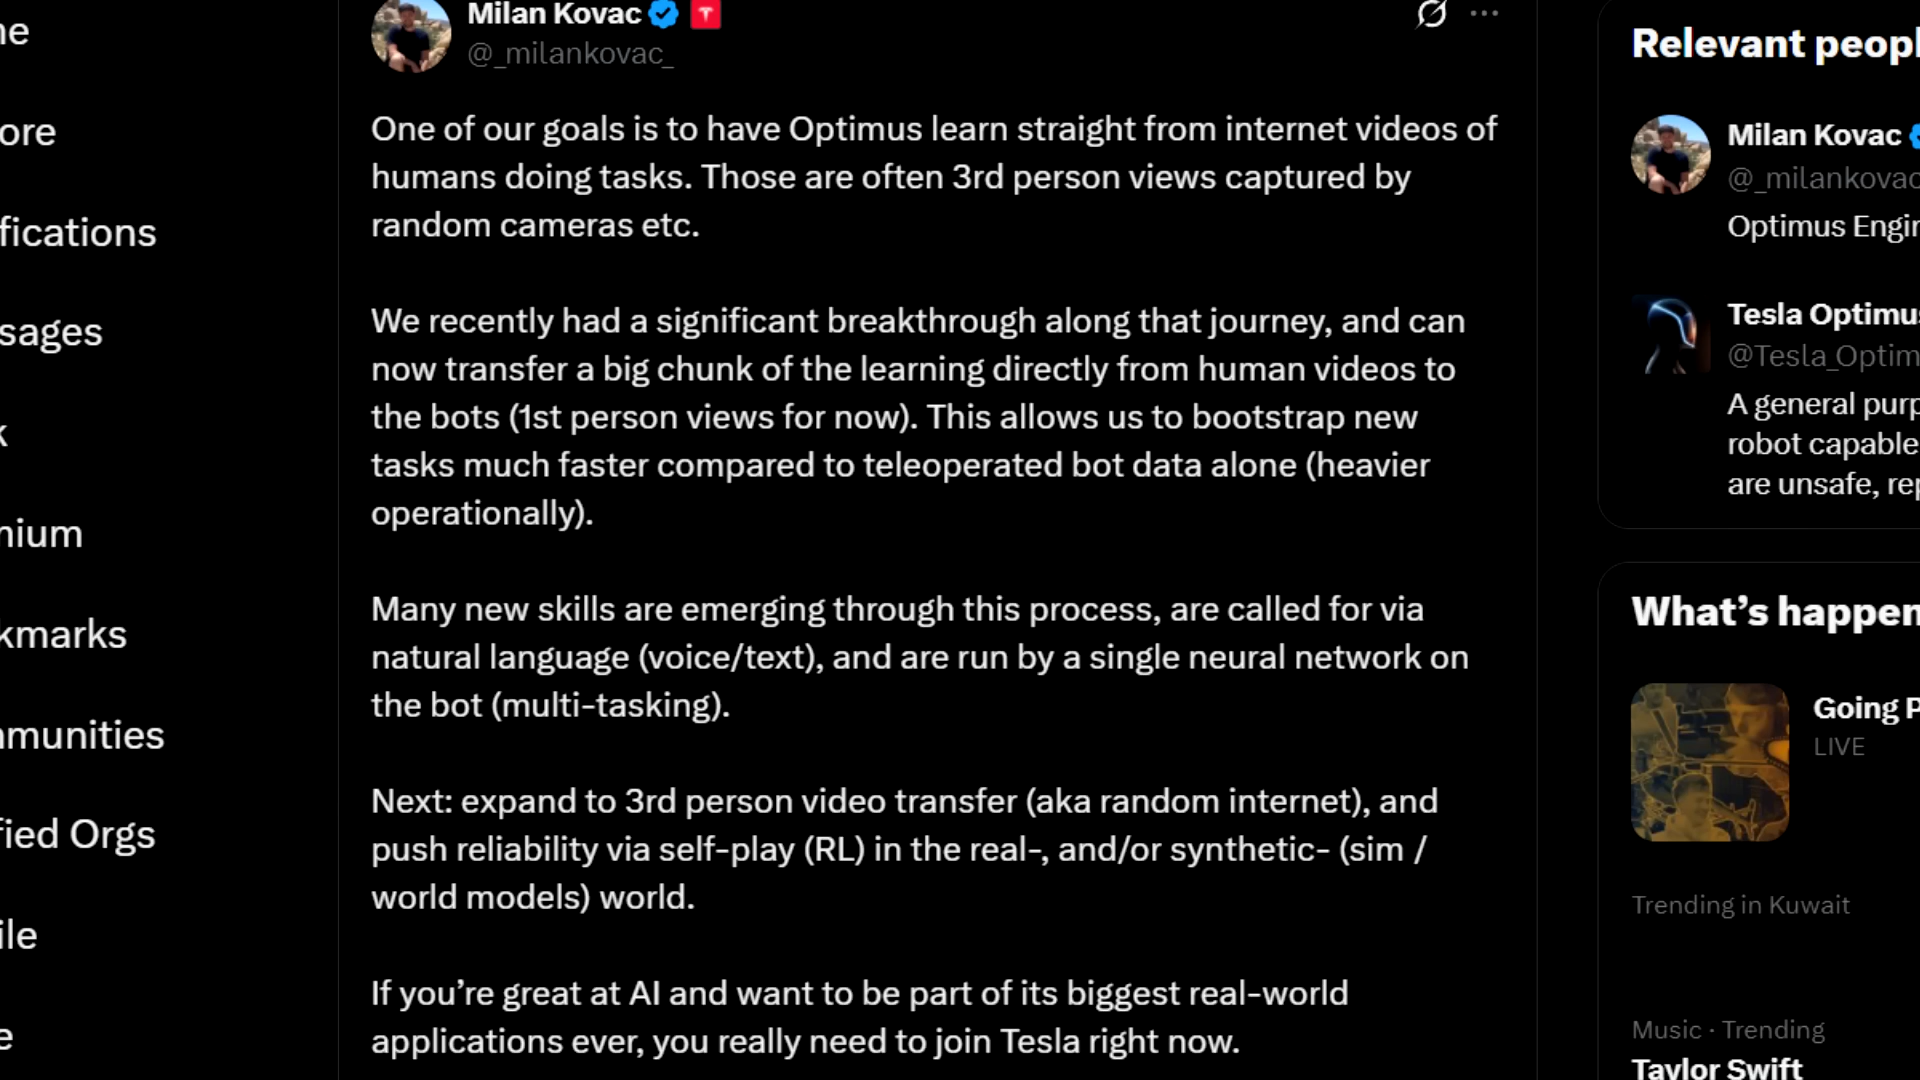 Milan Kovac
@_milankovac_
One of our goals is to have Optimus learn straight from internet videos of
humans doing tasks. Those are often 3rd person views captured by
random cameras etc.
We recently had a significant breakthrough along that journey, and can
now transfer a big chunk of the learning directly from human videos to
the bots (1st person views for now). This allows us to bootstrap new
tasks much faster compared to teleoperated bot data alone (heavier
operationally).
Many new skills are emerging through this process, are called for via
natural language (voice/text), and are run by a single neural network on
the bot (multi-tasking).
Next: expand to 3rd person video transfer (aka random internet), and
push reliability via self-play (RL) in the real-, and/or synthetic- (sim /
world models) world.
If you’re great at AI and want to be part of its biggest real-world
applications ever, you really need to join Tesla right now.
ne
ore
fications
sages
k
nium
kmarks
munities
fied Orgs
ile
e
Relevant peopl
Milan Kovac
@_milankovac
Optimus Engin
Tesla Optimus
@Tesla_Optim
A general purp
robot capable
are unsafe, rep
What’s happen
Going P
LIVE
Trending in Kuwait
Music · Trending
Taylor Swift